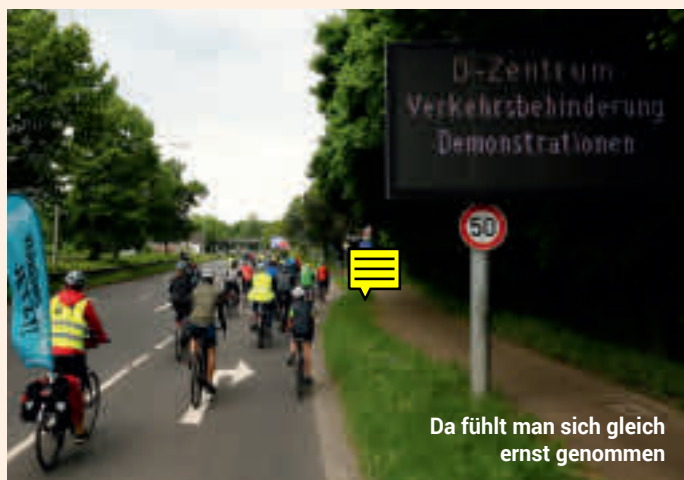 D-Zentrum
Verkehrsbehinderung
Demonstrationen
50
Da fühlt man sich gleich
ernst genommen